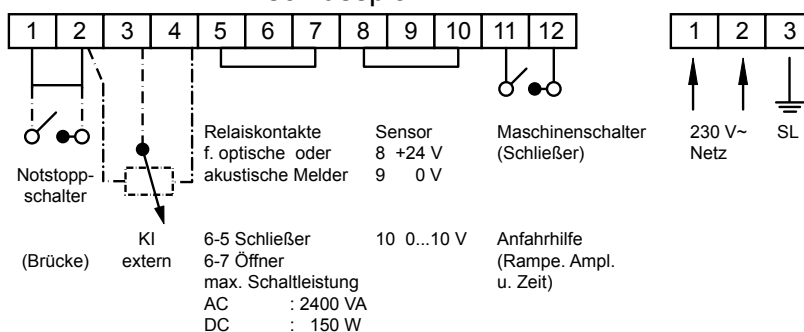 1 2 3 4 5 6 7 8 9 10 11 12 1 2 3
Notstopp-
schalter
(Brücke)
KI
extern
Relaiskontakte
f. optische oder
akustische Melder
6-5 Schließer
6-7 Öffner
max. Schaltleistung
AC : 2400 VA
DC : 150 W
Sensor
8 +24 V
9 0 V
10 0...10 V
Maschinenschalter
(Schließer)
Anfahrhilfe
(Rampe. Ampl.
u. Zeit)
230 V~
Netz
SL